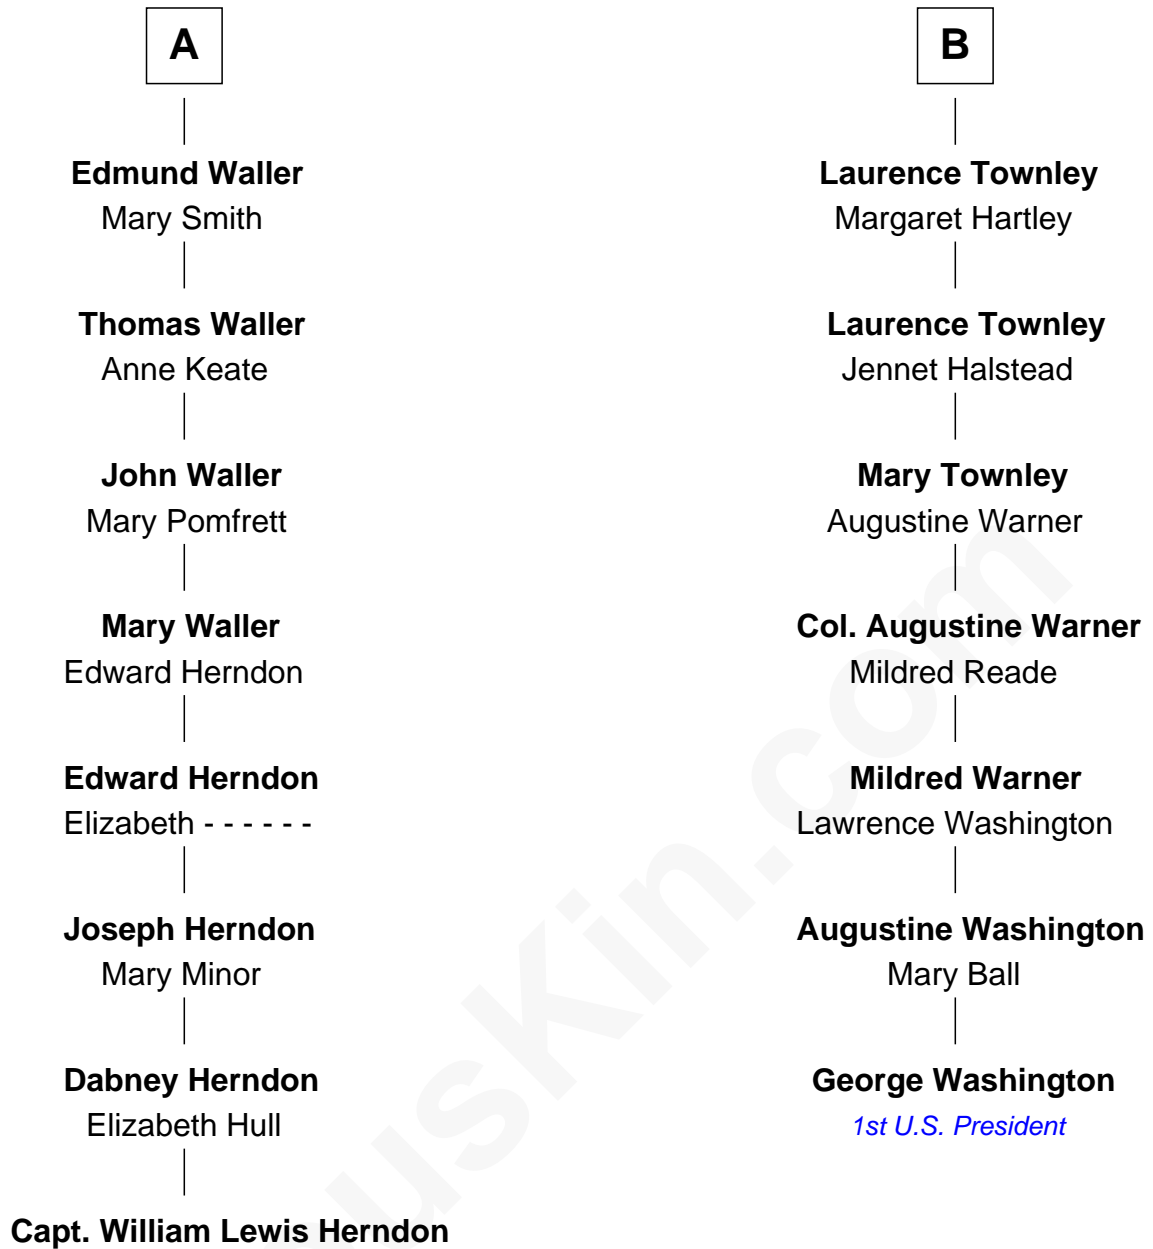 A
Edmund Waller
Mary Smith
Thomas Waller
Anne Keate
John Waller
Mary Pomfrett
Mary Waller
Edward Herndon
Edward Herndon
Elizabeth - - - - - -
Joseph Herndon
Mary Minor
Dabney Herndon
Elizabeth Hull
Capt. William Lewis Herndon
B
Laurence Townley
Margaret Hartley
Laurence Townley
Jennet Halstead
Mary Townley
Augustine Warner
Col. Augustine Warner
Mildred Reade
Mildred Warner
Lawrence Washington
Augustine Washington
Mary Ball
George Washington
1st U.S. President
usKin.com